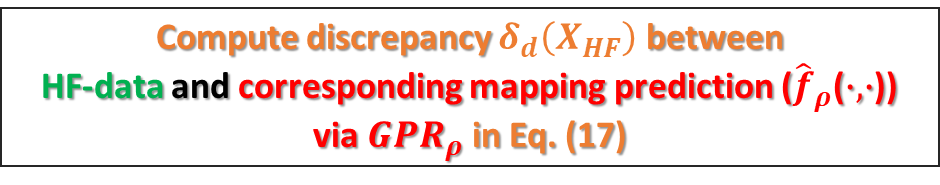 Compute discrepancy δ_d(X_HF) between
HF-data and corresponding mapping prediction (f̂_ρ(·,·))
via GPR_ρ in Eq. (17)